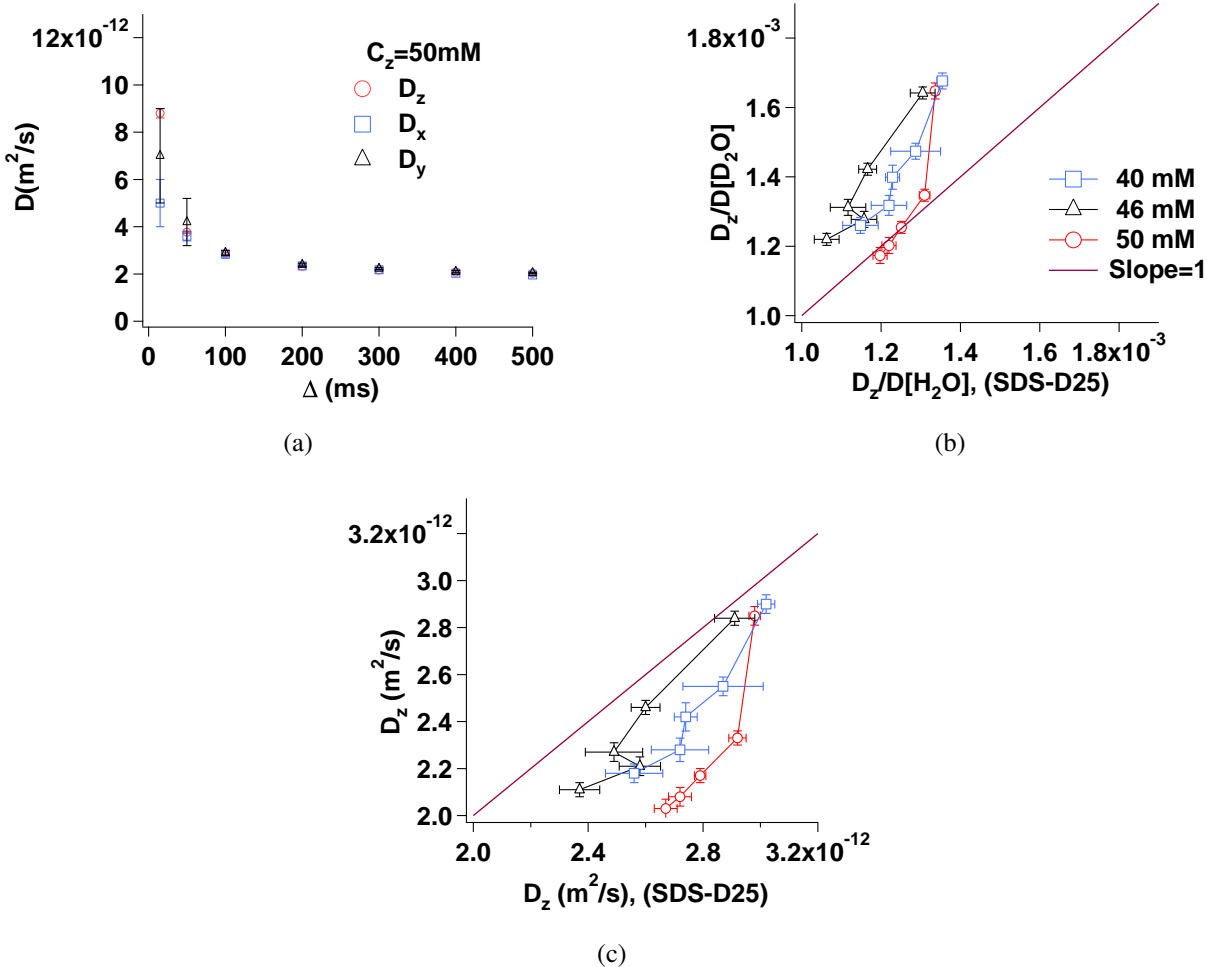 12x10⁻¹²
10
8
6
4
2
0
D(m²/s)
C_z=50mM
D_z
D_x
D_y
0 100 200 300 400 500
Δ (ms)
(a)
1.8x10⁻³
1.6
1.4
1.2
1.0
D_z/D[D₂O]
40 mM
46 mM
50 mM
Slope=1
1.0 1.2 1.4 1.6 1.8x10⁻³
D_z/D[H₂O], (SDS-D25)
(b)
3.2x10⁻¹²
3.0
2.8
2.6
2.4
2.2
2.0
D_z (m²/s)
2.0 2.4 2.8 3.2x10⁻¹²
D_z (m²/s), (SDS-D25)
(c)